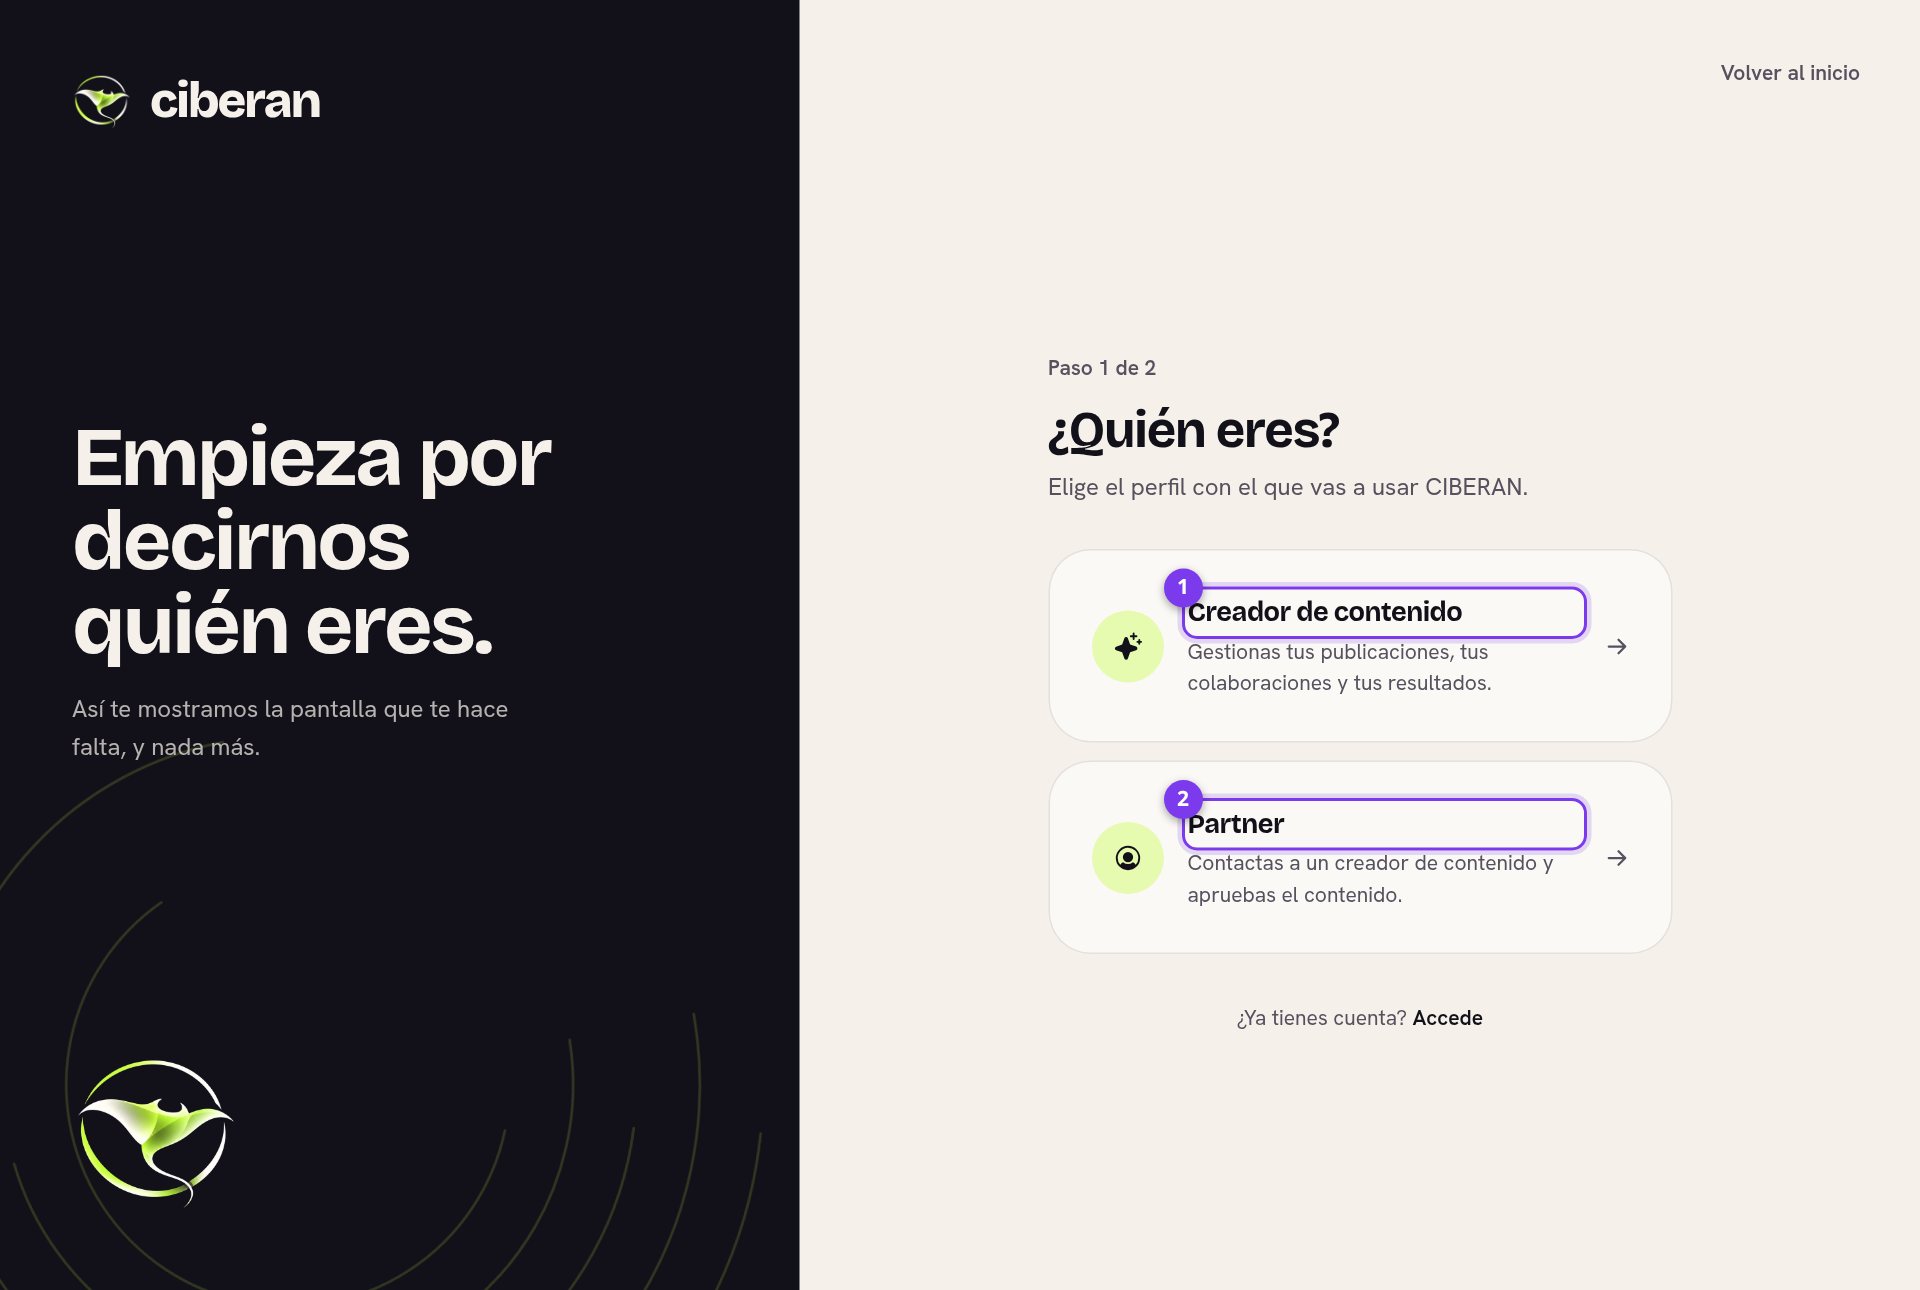 ciberan
Empieza por
decirnos
quién eres.
Así te mostramos la pantalla que te hace
falta, y nada más.
Volver al inicio
Paso 1 de 2
¿Quién eres?
Elige el perfil con el que vas a usar CIBERAN.
1
Creador de contenido
Gestionas tus publicaciones, tus
colaboraciones y tus resultados.
2
Partner
Contactas a un creador de contenido y
apruebas el contenido.
¿Ya tienes cuenta? Accede